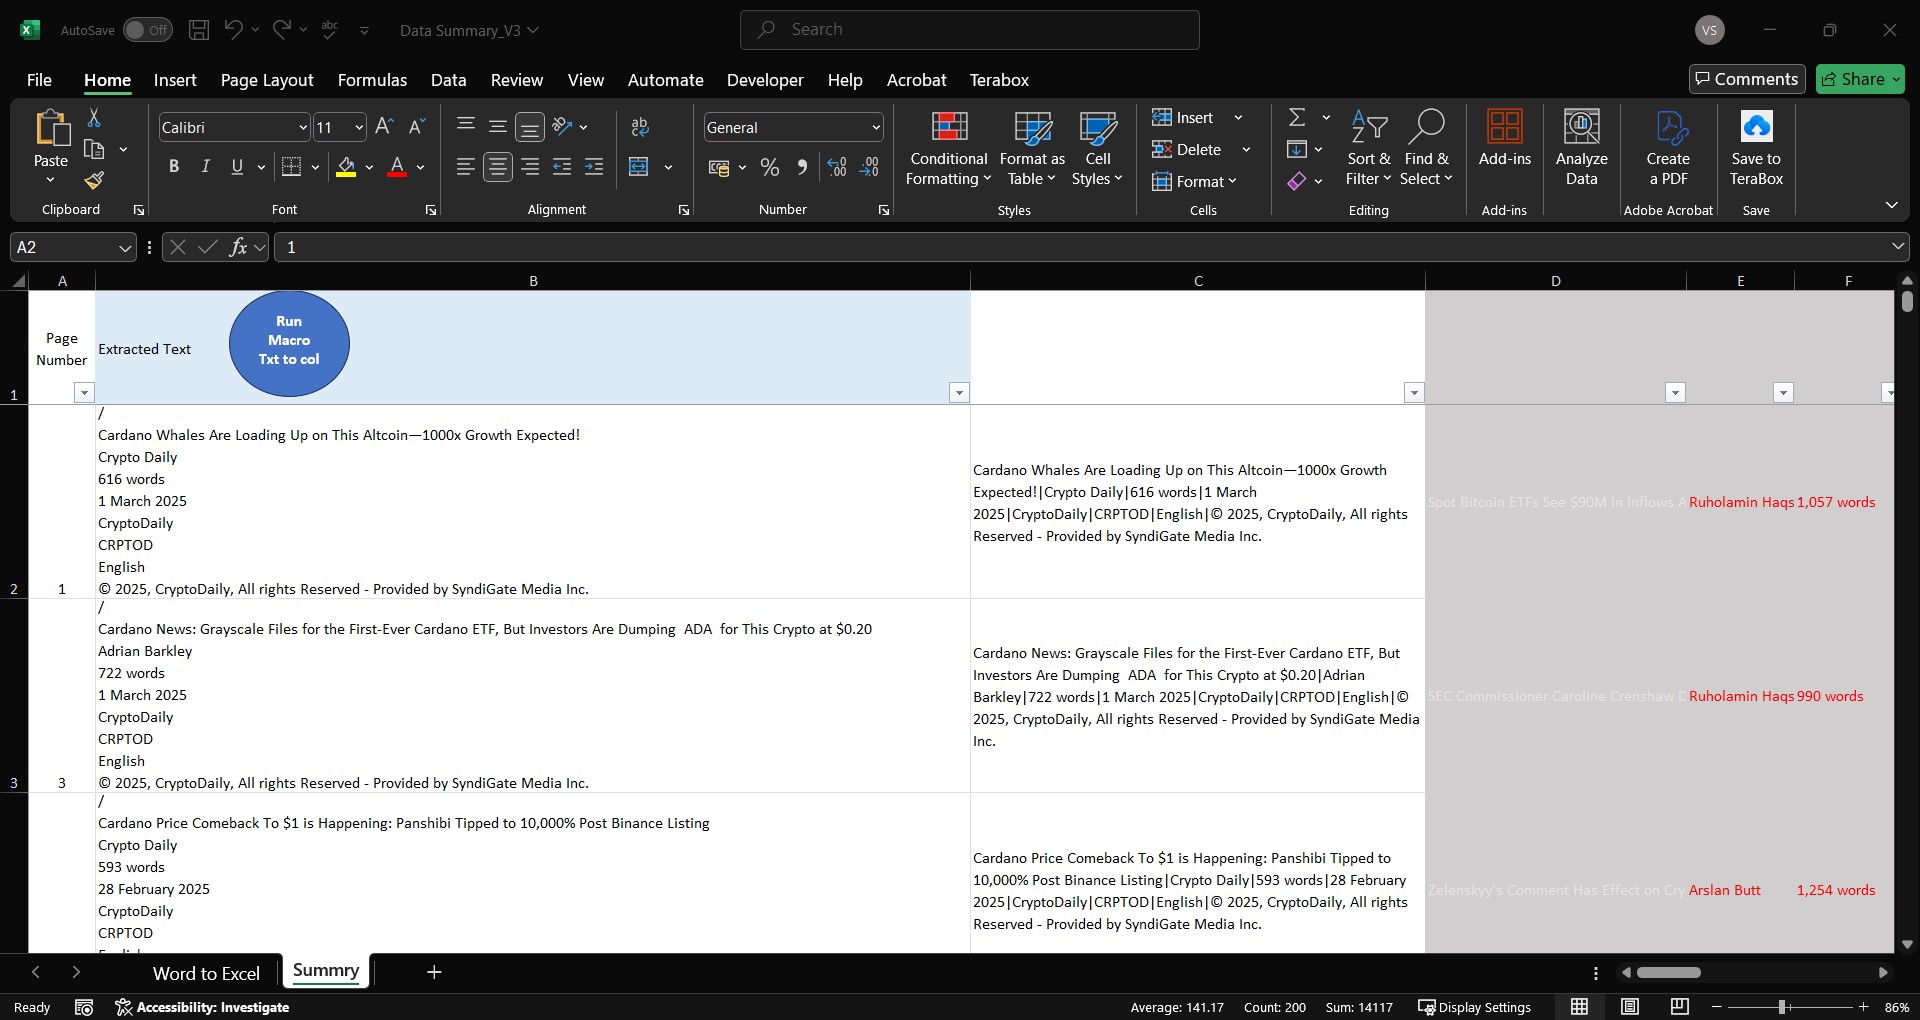 AutoSave Off abc Data Summary_V3 Search VS
File Home Insert Page Layout Formulas Data Review View Automate Developer Help Acrobat Terabox Comments Share
Paste
Calibri 11 A A
B I U A
ab
General
% 9 .00 .00
Conditional Formatting
Format as Table
Cell Styles
Insert
Delete
Format
Sort & Filter
Find & Select
Add-ins
Analyze Data
Create a PDF
Save to TeraBox
Clipboard Font Alignment Number Styles Cells Editing Add-ins Adobe Acrobat Save
A2 fx 1
A B C D E F
1
Page Number
Extracted Text
Run
Macro
Txt to col
2
1
/
Cardano Whales Are Loading Up on This Altcoin—1000x Growth Expected!
Crypto Daily
616 words
1 March 2025
CryptoDaily
CRPTOD
English
© 2025, CryptoDaily, All rights Reserved - Provided by SyndiGate Media Inc.
Cardano Whales Are Loading Up on This Altcoin—1000x Growth
Expected!|Crypto Daily|616 words|1 March
2025|CryptoDaily|CRPTOD|English|© 2025, CryptoDaily, All rights
Reserved - Provided by SyndiGate Media Inc.
Spot Bitcoin ETFs See $90M in Inflows A Ruholamin Haqs 1,057 words
3
3
/
Cardano News: Grayscale Files for the First-Ever Cardano ETF, But Investors Are Dumping  ADA  for This Crypto at $0.20
Adrian Barkley
722 words
1 March 2025
CryptoDaily
CRPTOD
English
© 2025, CryptoDaily, All rights Reserved - Provided by SyndiGate Media Inc.
Cardano News: Grayscale Files for the First-Ever Cardano ETF, But
Investors Are Dumping  ADA  for This Crypto at $0.20|Adrian
Barkley|722 words|1 March 2025|CryptoDaily|CRPTOD|English|©
2025, CryptoDaily, All rights Reserved - Provided by SyndiGate Media
Inc.
SEC Commissioner Caroline Crenshaw D Ruholamin Haqs 990 words
/
Cardano Price Comeback To $1 is Happening: Panshibi Tipped to 10,000% Post Binance Listing
Crypto Daily
593 words
28 February 2025
CryptoDaily
CRPTOD
Cardano Price Comeback To $1 is Happening: Panshibi Tipped to
10,000% Post Binance Listing|Crypto Daily|593 words|28 February
2025|CryptoDaily|CRPTOD|English|© 2025, CryptoDaily, All rights
Reserved - Provided by SyndiGate Media Inc.
Zelenskyy's Comment Has Effect on Cry Arslan Butt 1,254 words
Word to Excel Summry
Ready Accessibility: Investigate Average: 141.17 Count: 200 Sum: 14117 Display Settings 86%